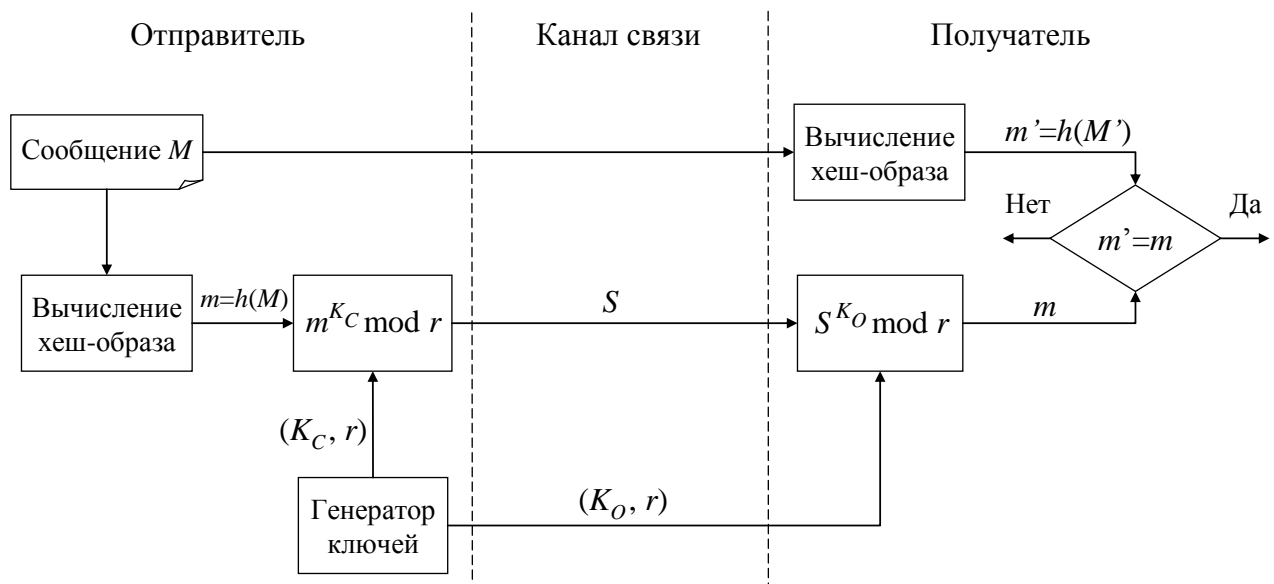 Отправитель
Канал связи
Получатель
Сообщение M
Вычисление
хеш-образа
m’=h(M’)
Нет
Да
m’=m
Вычисление
хеш-образа
m=h(M)
m^{K_C} mod r
S
S^{K_O} mod r
m
(K_C, r)
Генератор
ключей
(K_O, r)